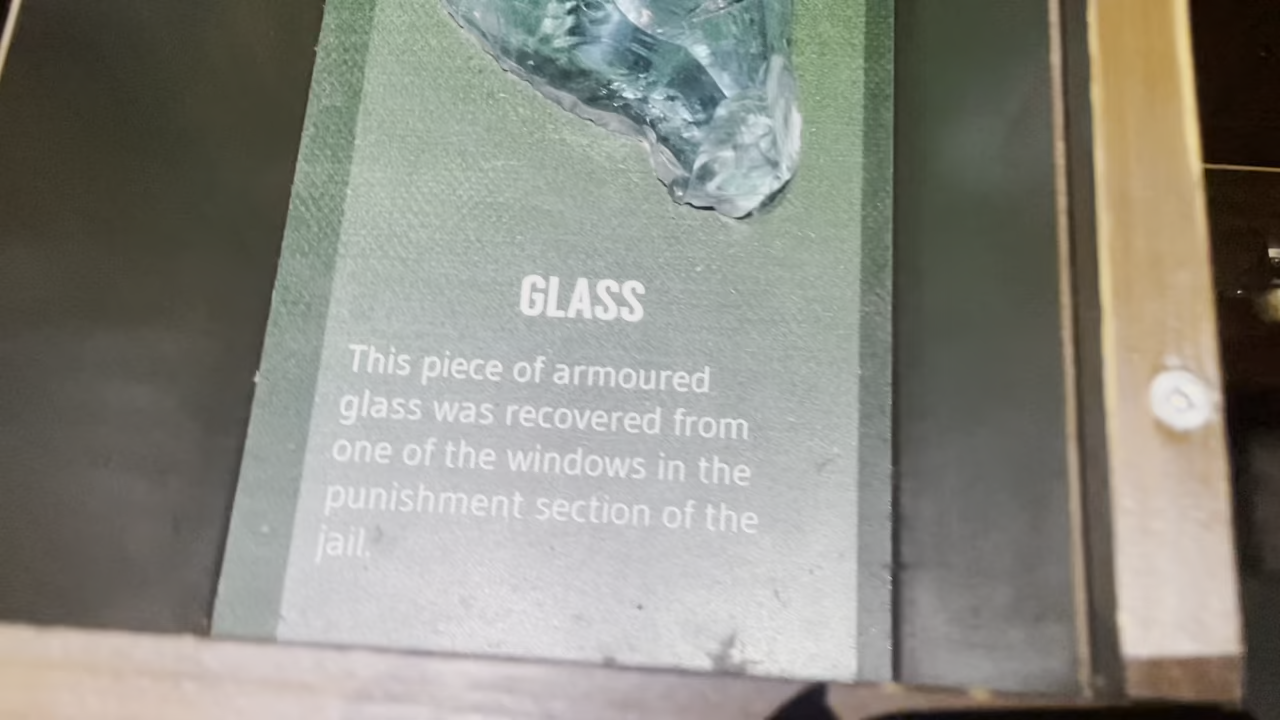 GLASS
This piece of armoured
glass was recovered from
one of the windows in the
punishment section of the
jail.